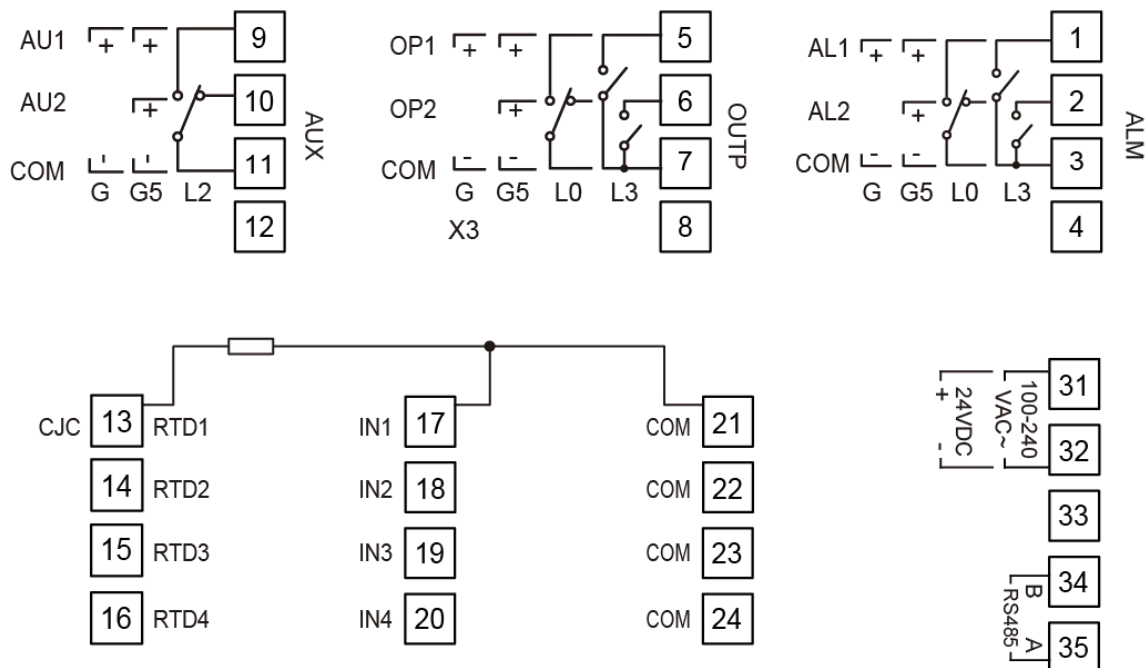 AU1 + + 9
AU2 + 10
COM - - 11
G G5 L2
12
AUX
OP1 + + 5
OP2 + 6
COM - - 7
G G5 L0 L3
X3 8
OUTP
AL1 + + 1
AL2 + 2
COM - - 3
G G5 L0 L3
4
ALM
CJC 13 RTD1
14 RTD2
15 RTD3
16 RTD4
IN1 17
IN2 18
IN3 19
IN4 20
COM 21
COM 22
COM 23
COM 24
31
32
33
34
35
100-240
VAC~
24VDC
+ -
B A
RS485